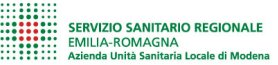 SERVIZIO SANITARIO REGIONALE
EMILIA-ROMAGNA
Azienda Unità Sanitaria Locale di Modena